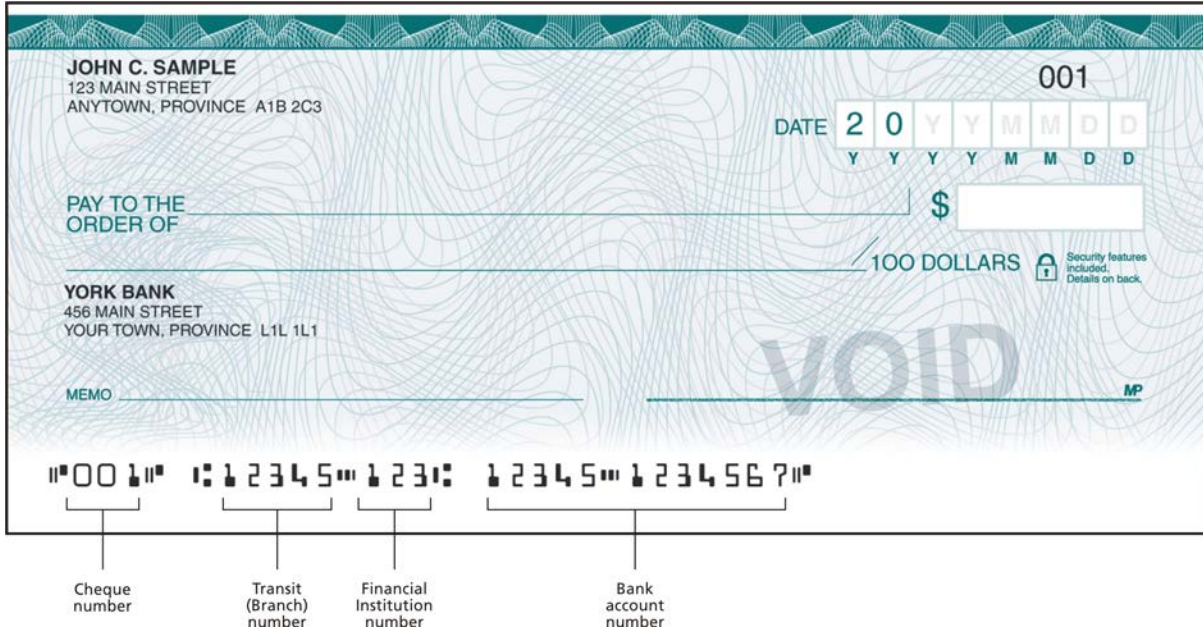 JOHN C. SAMPLE
123 MAIN STREET
ANYTOWN, PROVINCE A1B 2C3
001
DATE 2 0 Y Y M M D D
Y Y Y Y M M D D
PAY TO THE
ORDER OF
$
/100 DOLLARS
Security features
included.
Details on back.
YORK BANK
456 MAIN STREET
YOUR TOWN, PROVINCE L1L 1L1
VOID
MEMO
MP
⑈001⑈ ⑆12345⑉123⑆ 12345⑉1234567⑈
Cheque
number
Transit
(Branch)
number
Financial
Institution
number
Bank
account
number